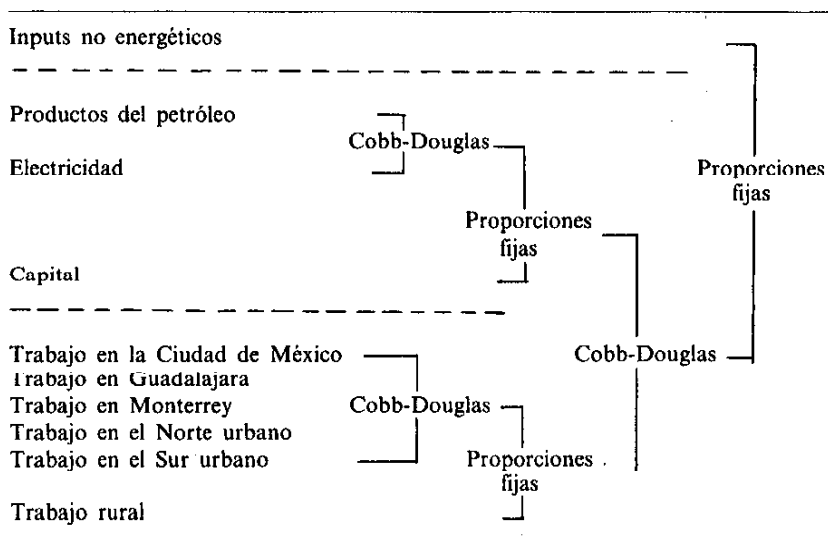 Inputs no energéticos
Productos del petróleo
Cobb-Douglas
Electricidad
Proporciones
fijas
Proporciones
fijas
Capital
Trabajo en la Ciudad de México
Cobb-Douglas
Trabajo en Guadalajara
Trabajo en Monterrey
Cobb-Douglas
Trabajo en el Norte urbano
Trabajo en el Sur urbano
Proporciones
fijas
Trabajo rural